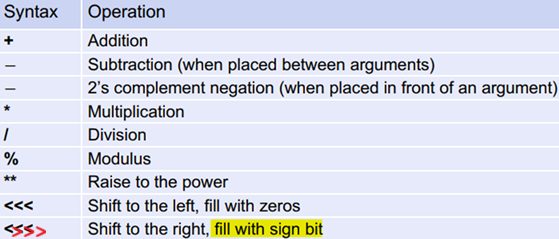 Syntax Operation
+ Addition
– Subtraction (when placed between arguments)
– 2's complement negation (when placed in front of an argument)
* Multiplication
/ Division
% Modulus
** Raise to the power
<<< Shift to the left, fill with zeros
<<< >>> Shift to the right, fill with sign bit